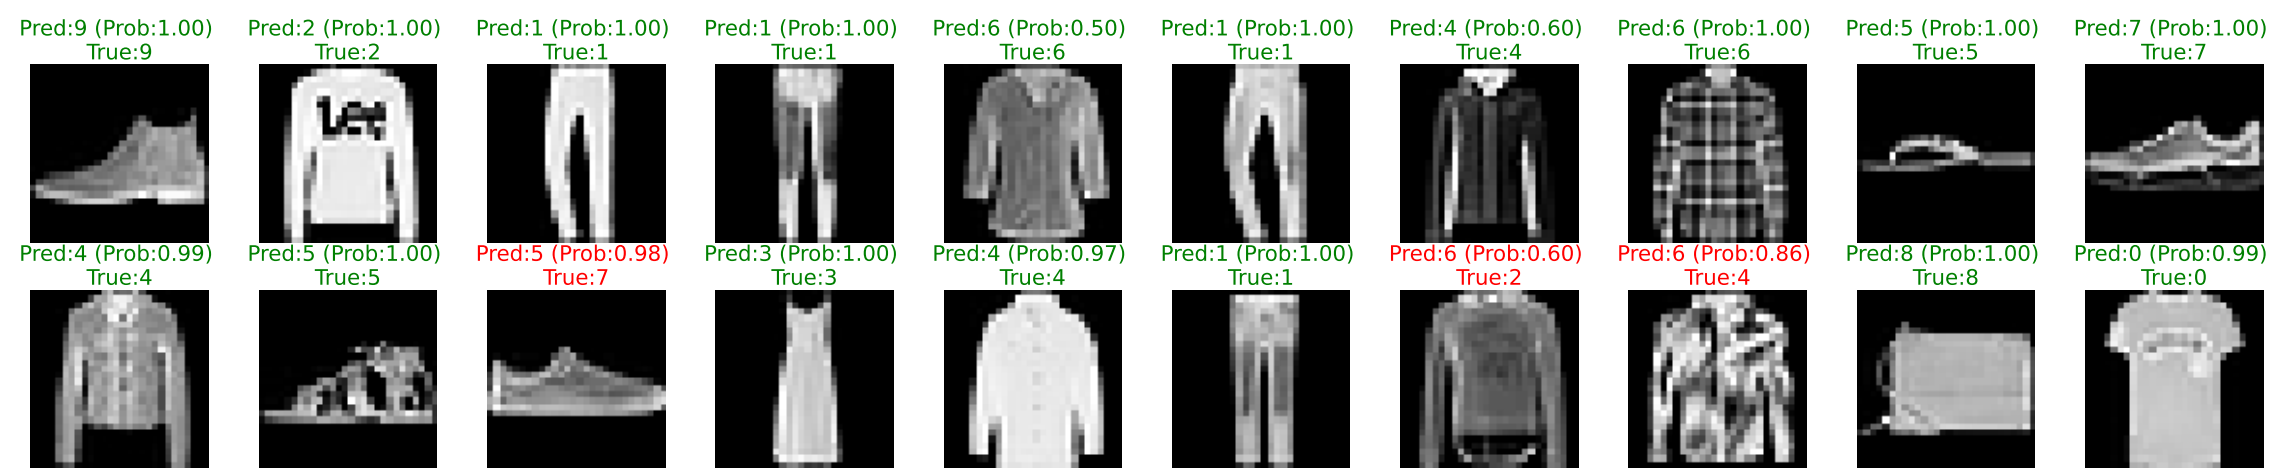 Pred:9 (Prob:1.00) Pred:2 (Prob:1.00) Pred:1 (Prob:1.00) Pred:1 (Prob:1.00) Pred:6 (Prob:0.50) Pred:1 (Prob:1.00) Pred:4 (Prob:0.60) Pred:6 (Prob:1.00) Pred:5 (Prob:1.00) Pred:7 (Prob:1.00)
True:9 True:2 True:1 True:1 True:6 True:1 True:4 True:6 True:5 True:7
Lee
Pred:4 (Prob:0.99) Pred:5 (Prob:1.00) Pred:5 (Prob:0.98) Pred:3 (Prob:1.00) Pred:4 (Prob:0.97) Pred:1 (Prob:1.00) Pred:6 (Prob:0.60) Pred:6 (Prob:0.86) Pred:8 (Prob:1.00) Pred:0 (Prob:0.99)
True:4 True:5 True:7 True:3 True:4 True:1 True:2 True:4 True:8 True:0